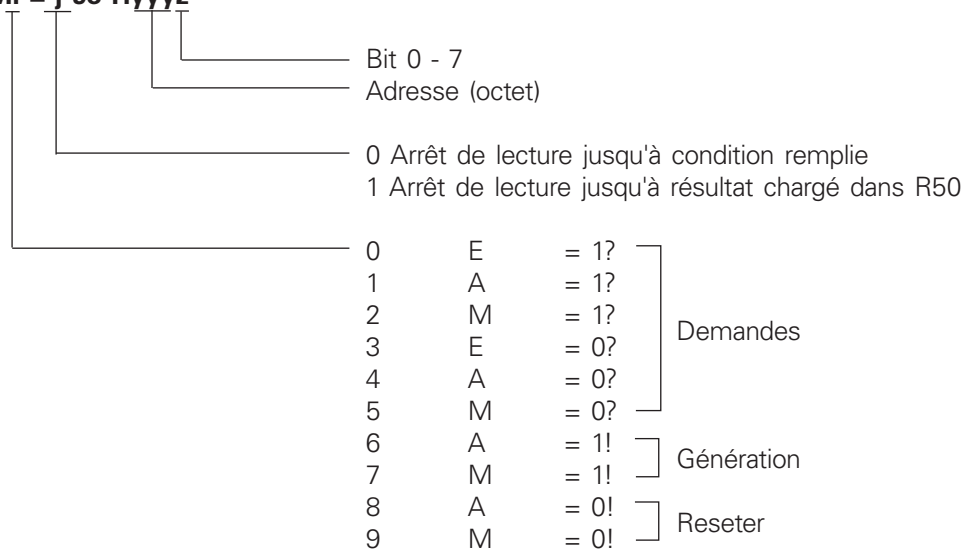 Bit 0 - 7
Adresse (octet)
0 Arrêt de lecture jusqu'à condition remplie
1 Arrêt de lecture jusqu'à résultat chargé dans R50
0 E = 1?
1 A = 1?
2 M = 1?
3 E = 0?
4 A = 0?
5 M = 0?
Demandes
6 A = 1!
7 M = 1!
Génération
8 A = 0!
9 M = 0!
Reseter